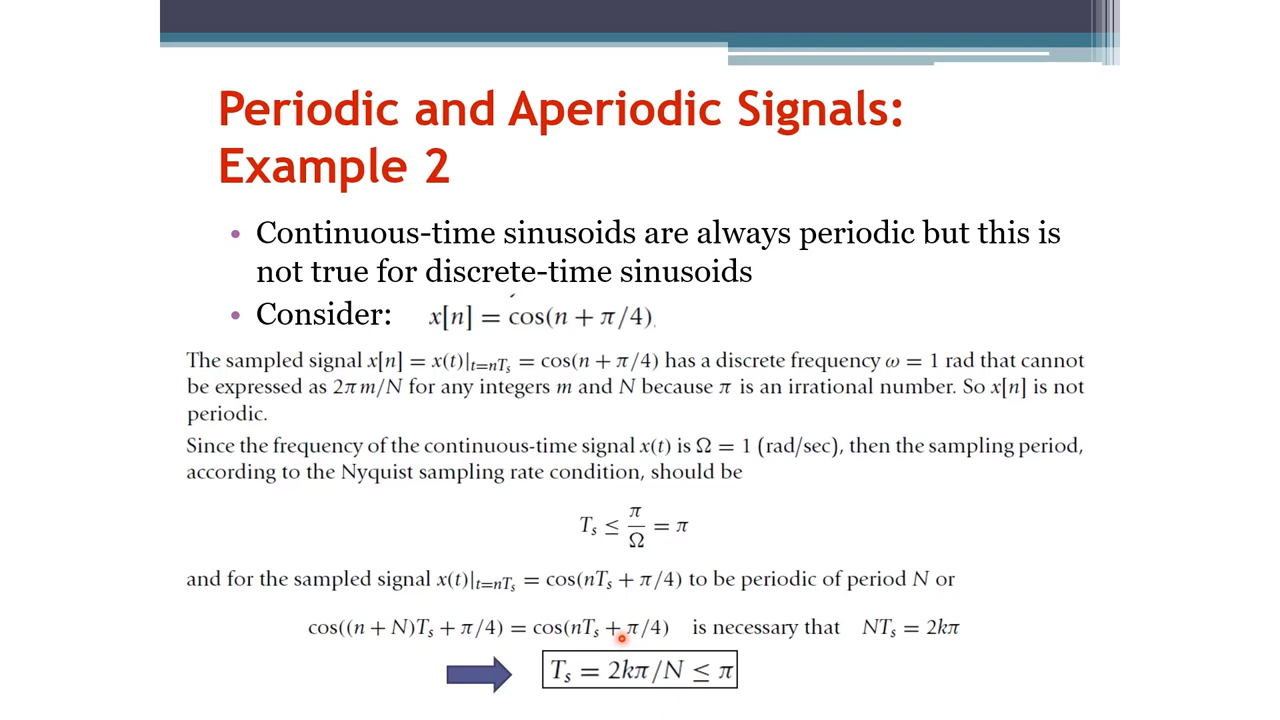 Periodic and Aperiodic Signals:
Example 2
• Continuous-time sinusoids are always periodic but this is
not true for discrete-time sinusoids
• Consider: x[n] = cos(n + π/4).
The sampled signal x[n] = x(t)|t=nTs = cos(n + π/4) has a discrete frequency ω = 1 rad that cannot
be expressed as 2πm/N for any integers m and N because π is an irrational number. So x[n] is not
periodic.
Since the frequency of the continuous-time signal x(t) is Ω = 1 (rad/sec), then the sampling period,
according to the Nyquist sampling rate condition, should be
Ts ≤ π/Ω = π
and for the sampled signal x(t)|t=nTs = cos(nTs + π/4) to be periodic of period N or
cos((n + N)Ts + π/4) = cos(nTs + π/4) is necessary that NTs = 2kπ
Ts = 2kπ/N ≤ π